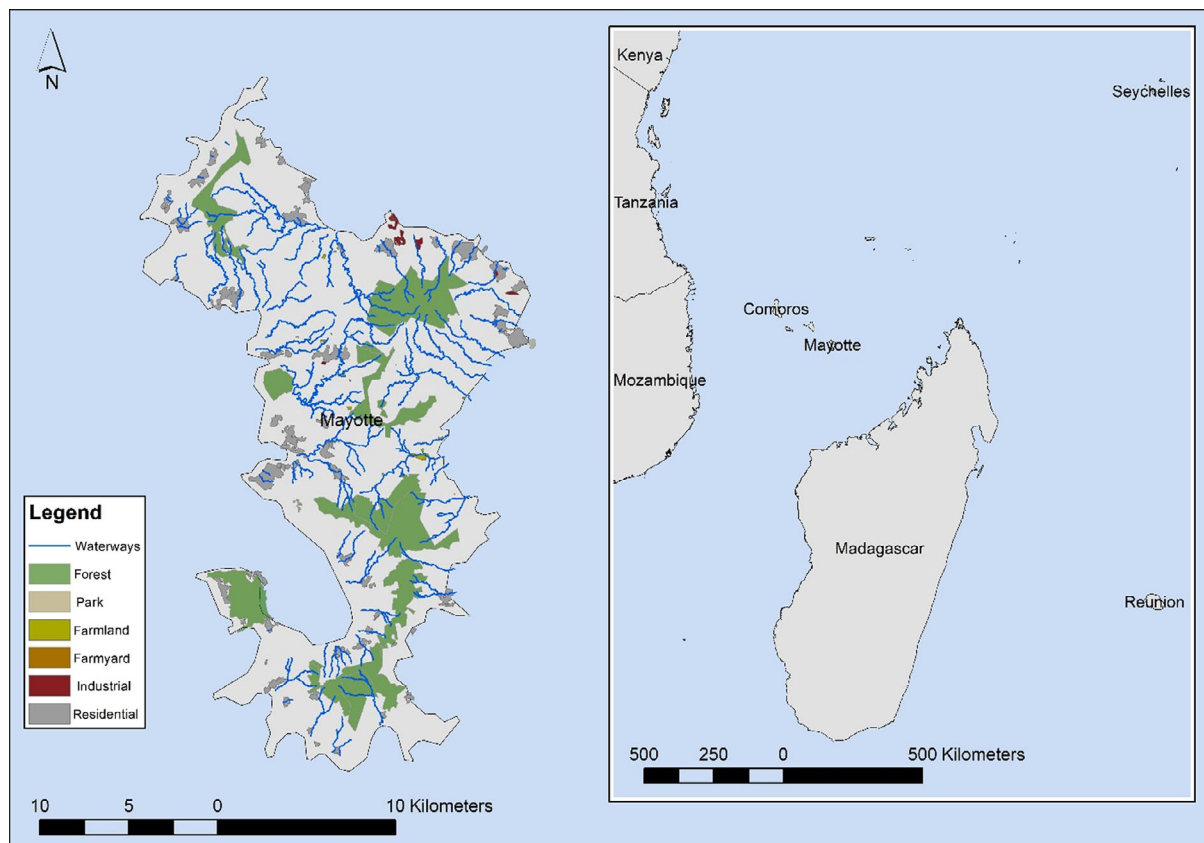 N
Mayotte
Legend
Waterways
Forest
Park
Farmland
Farmyard
Industrial
Residential
10 5 0 10 Kilometers
Kenya
Seychelles
Tanzania
Comoros
Mayotte
Mozambique
Madagascar
Reunion
500 250 0 500 Kilometers